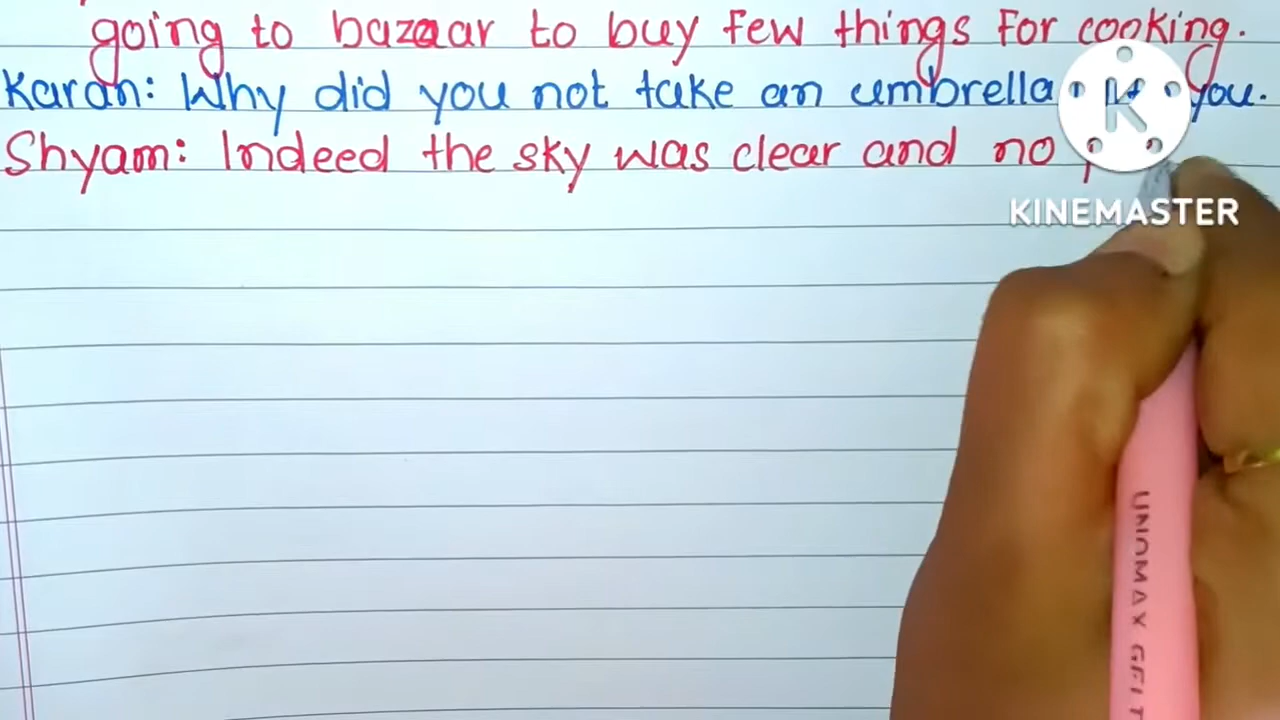 going to bazaar to buy few things for cooking.
Karan: Why did you not take an umbrella you.
Shyam: Indeed the sky was clear and no
KINEMASTER
UNOMAX GELT